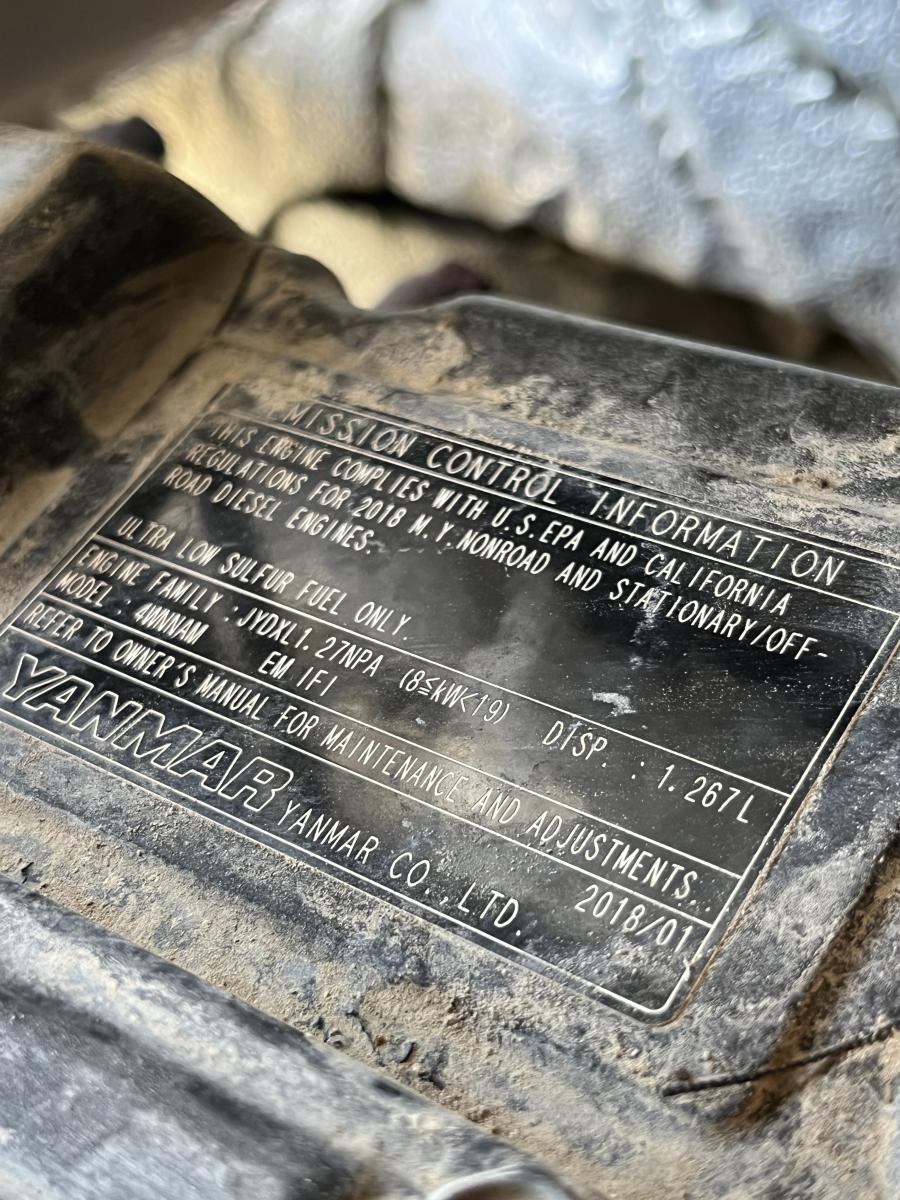 EMISSION CONTROL INFORMATION
THIS ENGINE COMPLIES WITH U.S.EPA AND CALIFORNIA
REGULATIONS FOR 2018 M.Y.NONROAD AND STATIONARY/OFF-
ROAD DIESEL ENGINES.
ULTRA LOW SULFUR FUEL ONLY.
ENGINE FAMILY : JYDXL1.27NPA (8≦kW<19) DISP. : 1.267L
MODEL : EM IFI
REFER TO OWNER'S MANUAL FOR MAINTENANCE AND ADJUSTMENTS.
YANMAR YANMAR CO.,LTD. 2018/01